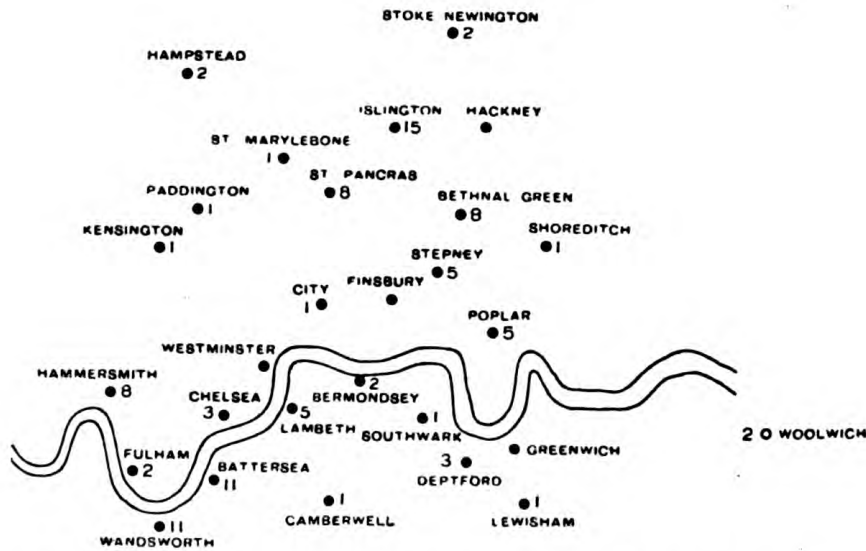 STOKE NEWINGTON
2
HAMPSTEAD
2
ISLINGTON
15
HACKNEY
ST MARYLEBONE
1
ST PANCRAS
8
PADDINGTON
1
BETHNAL GREEN
8
KENSINGTON
1
SHOREDITCH
1
STEPNEY
5
CITY
1
FINSBURY
POPLAR
5
WESTMINSTER
HAMMERSMITH
8
2
BERMONDSEY
CHELSEA
3
5
LAMBETH
1
SOUTHWARK
2 WOOLWICH
GREENWICH
FULHAM
2
BATTERSEA
11
3
DEPTFORD
1
CAMBERWELL
1
LEWISHAM
11
WANDSWORTH